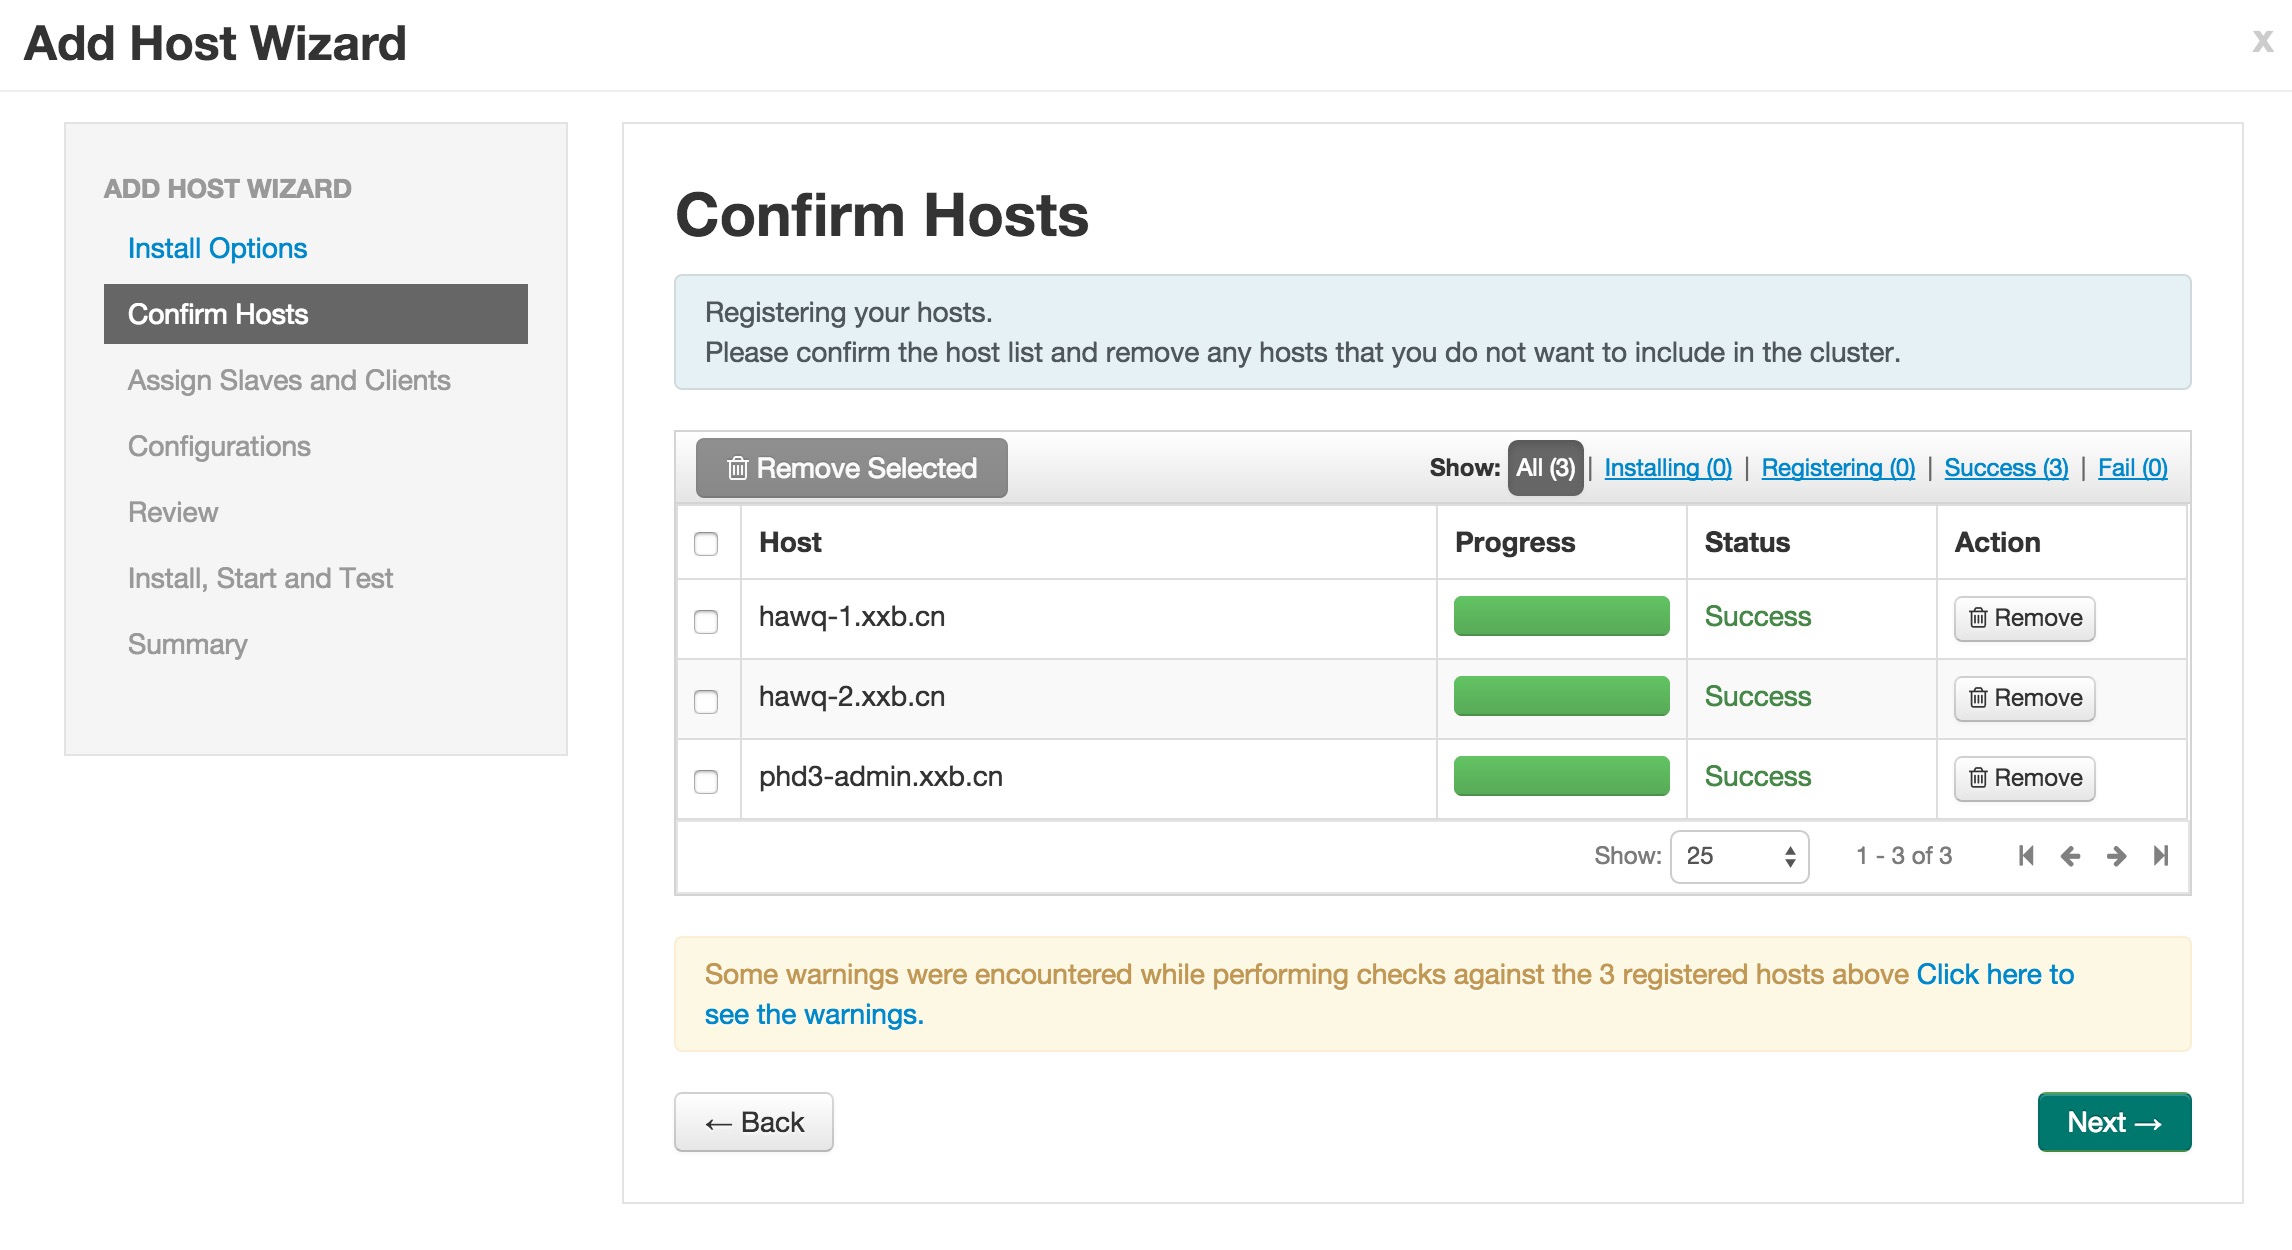 Add Host Wizard
x
ADD HOST WIZARD
Install Options
Confirm Hosts
Assign Slaves and Clients
Configurations
Review
Install, Start and Test
Summary
Confirm Hosts
Registering your hosts.
Please confirm the host list and remove any hosts that you do not want to include in the cluster.
Remove Selected
Show: All (3) | Installing (0) | Registering (0) | Success (3) | Fail (0)
Host Progress Status Action
hawq-1.xxb.cn Success Remove
hawq-2.xxb.cn Success Remove
phd3-admin.xxb.cn Success Remove
Show: 25 1 - 3 of 3
Some warnings were encountered while performing checks against the 3 registered hosts above Click here to
see the warnings.
← Back
Next →